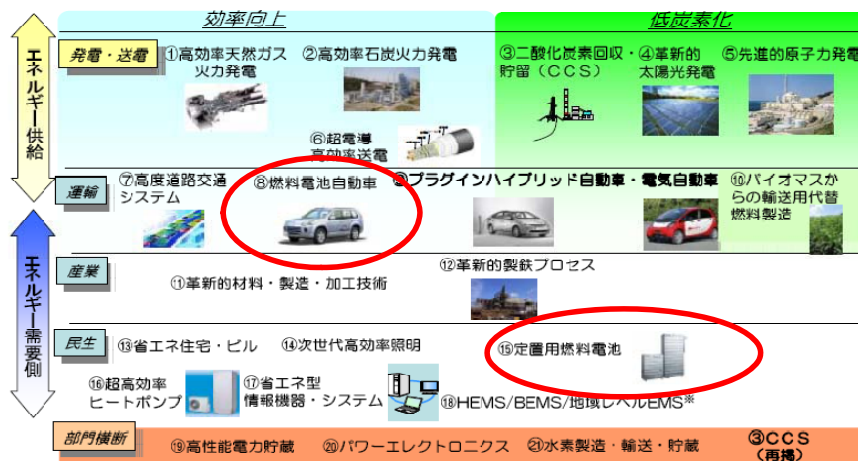 効率向上
低炭素化
エネルギー供給
発電・送電
①高効率天然ガス
火力発電
②高効率石炭火力発電
③二酸化炭素回収・
貯留(CCS)
④革新的
太陽光発電
⑤先進的原子力発電
⑥超電導
高効率送電
運輸
⑦高度道路交通
システム
⑧燃料電池自動車
⑨プラグインハイブリッド自動車・電気自動車
⑩バイオマスか
らの輸送用代替
燃料製造
エネルギー需要側
産業
⑪革新的材料・製造・加工技術
⑫革新的製鉄プロセス
民生
⑬省エネ住宅・ビル
⑭次世代高効率照明
⑮定置用燃料電池
⑯超高効率
ヒートポンプ
⑰省エネ型
情報機器・システム
⑱HEMS/BEMS/地域レベルEMS※
部門横断
⑲高性能電力貯蔵
⑳パワーエレクトロニクス
㉑水素製造・輸送・貯蔵
③CCS
(再掲)